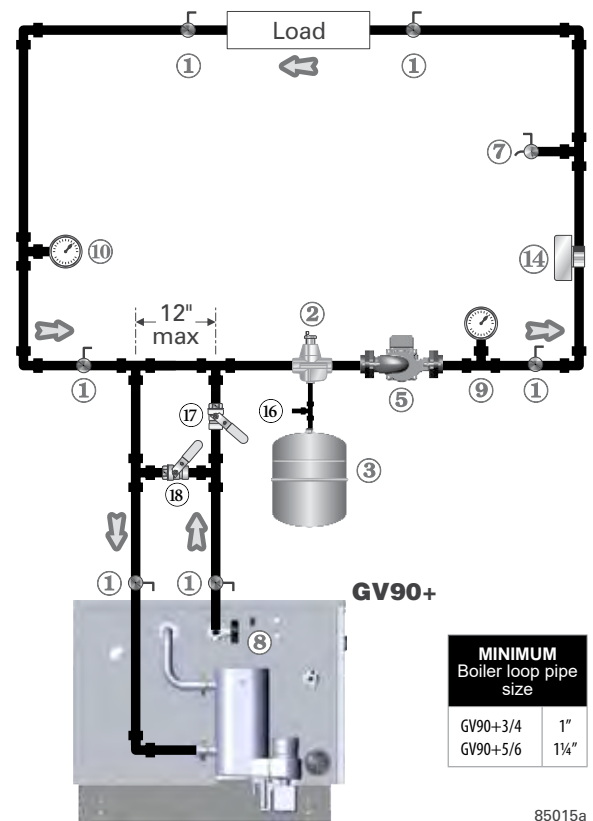 Load
1
1
7
10
14
12"
max
2
1
5
9
1
17
16
3
18
1
1
GV90+
8
MINIMUM
Boiler loop pipe
size
GV90+3/4 1"
GV90+5/6 1¼"
85015a